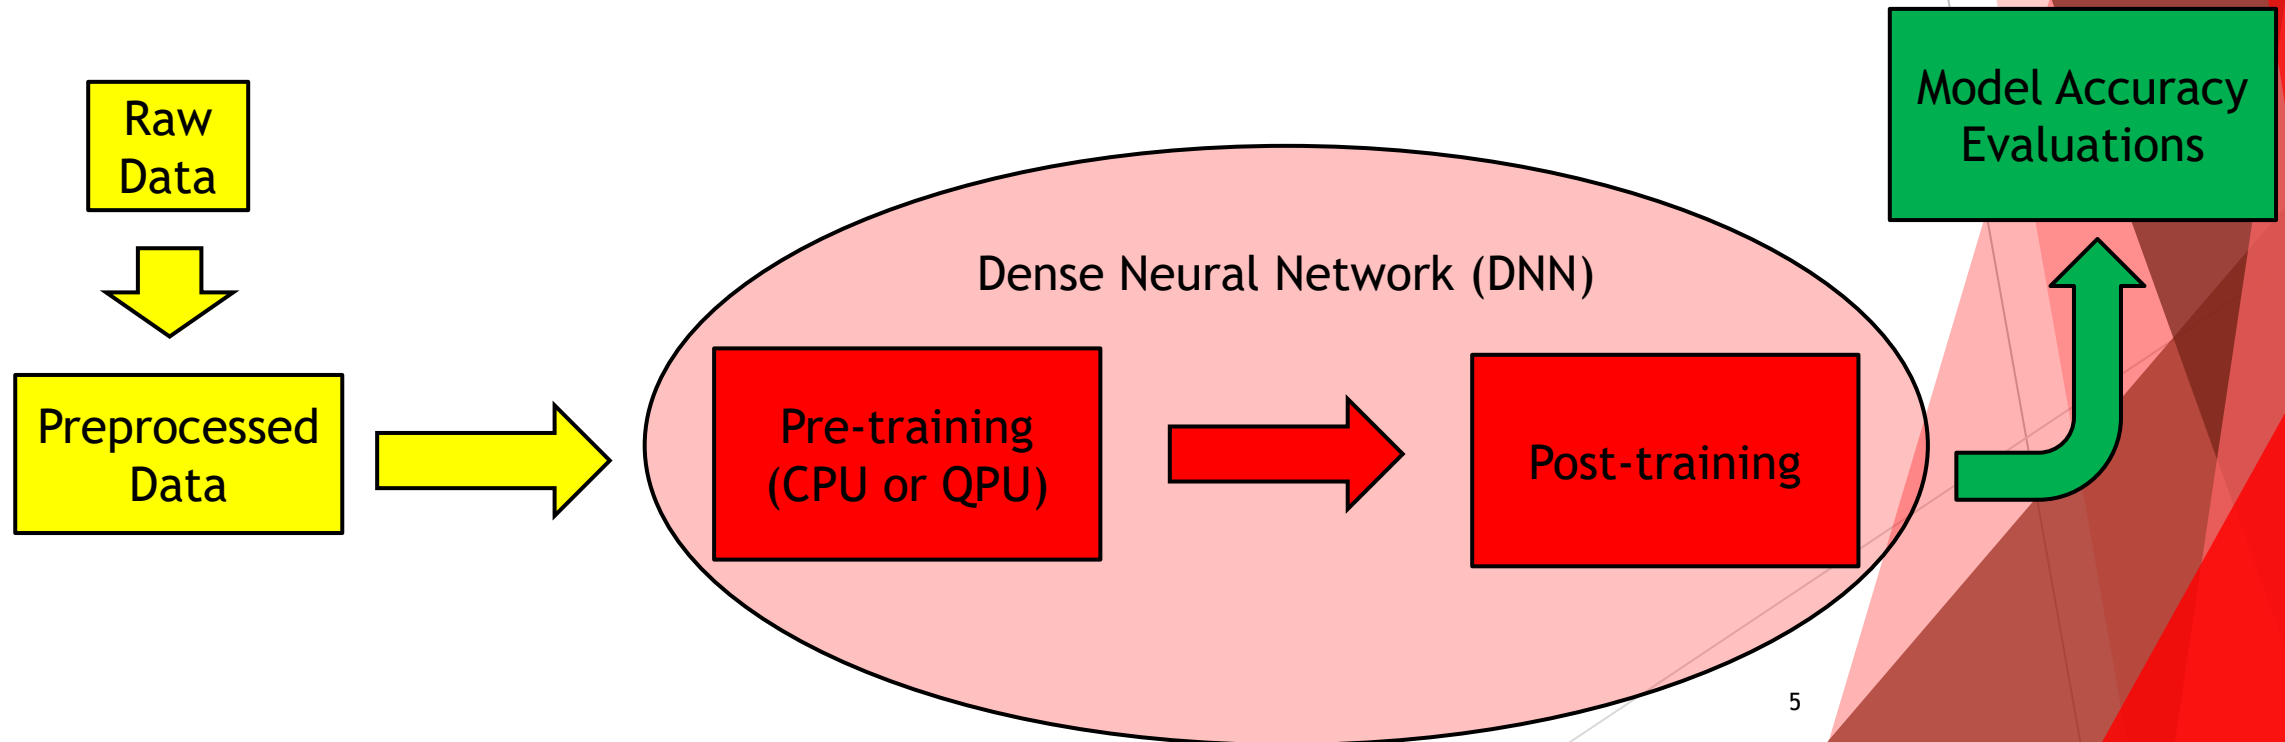 Raw
Data
Preprocessed
Data
Dense Neural Network (DNN)
Pre-training
(CPU or QPU)
Post-training
Model Accuracy
Evaluations
5